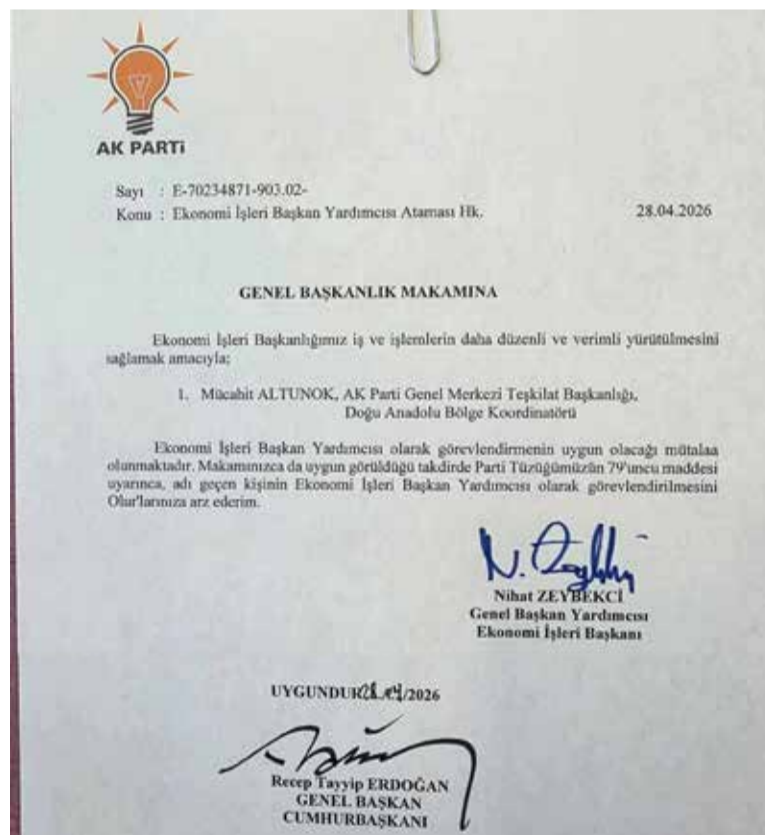 AK PARTİ
Sayı : E-70234871-903.02-
Konu : Ekonomi İşleri Başkan Yardımcısı Ataması Hk.
28.04.2026
GENEL BAŞKANLIK MAKAMINA
Ekonomi İşleri Başkanlığımız iş ve işlemlerin daha düzenli ve verimli yürütülmesini
sağlamak amacıyla;
1. Mücahit ALTUNOK, AK Parti Genel Merkezi Teşkilat Başkanlığı,
Doğu Anadolu Bölge Koordinatörü
Ekonomi İşleri Başkan Yardımcısı olarak görevlendirmenin uygun olacağı mütalaa
olunmaktadır. Makamınızca da uygun görüldüğü takdirde Parti Tüzüğümüzün 79'uncu maddesi
uyarınca, adı geçen kişinin Ekonomi İşleri Başkan Yardımcısı olarak görevlendirilmesini
Olur'larınıza arz ederim.
Nihat ZEYBEKCİ
Genel Başkan Yardımcısı
Ekonomi İşleri Başkanı
UYGUNDUR /2026
Recep Tayyip ERDOĞAN
GENEL BAŞKAN
CUMHURBAŞKANI